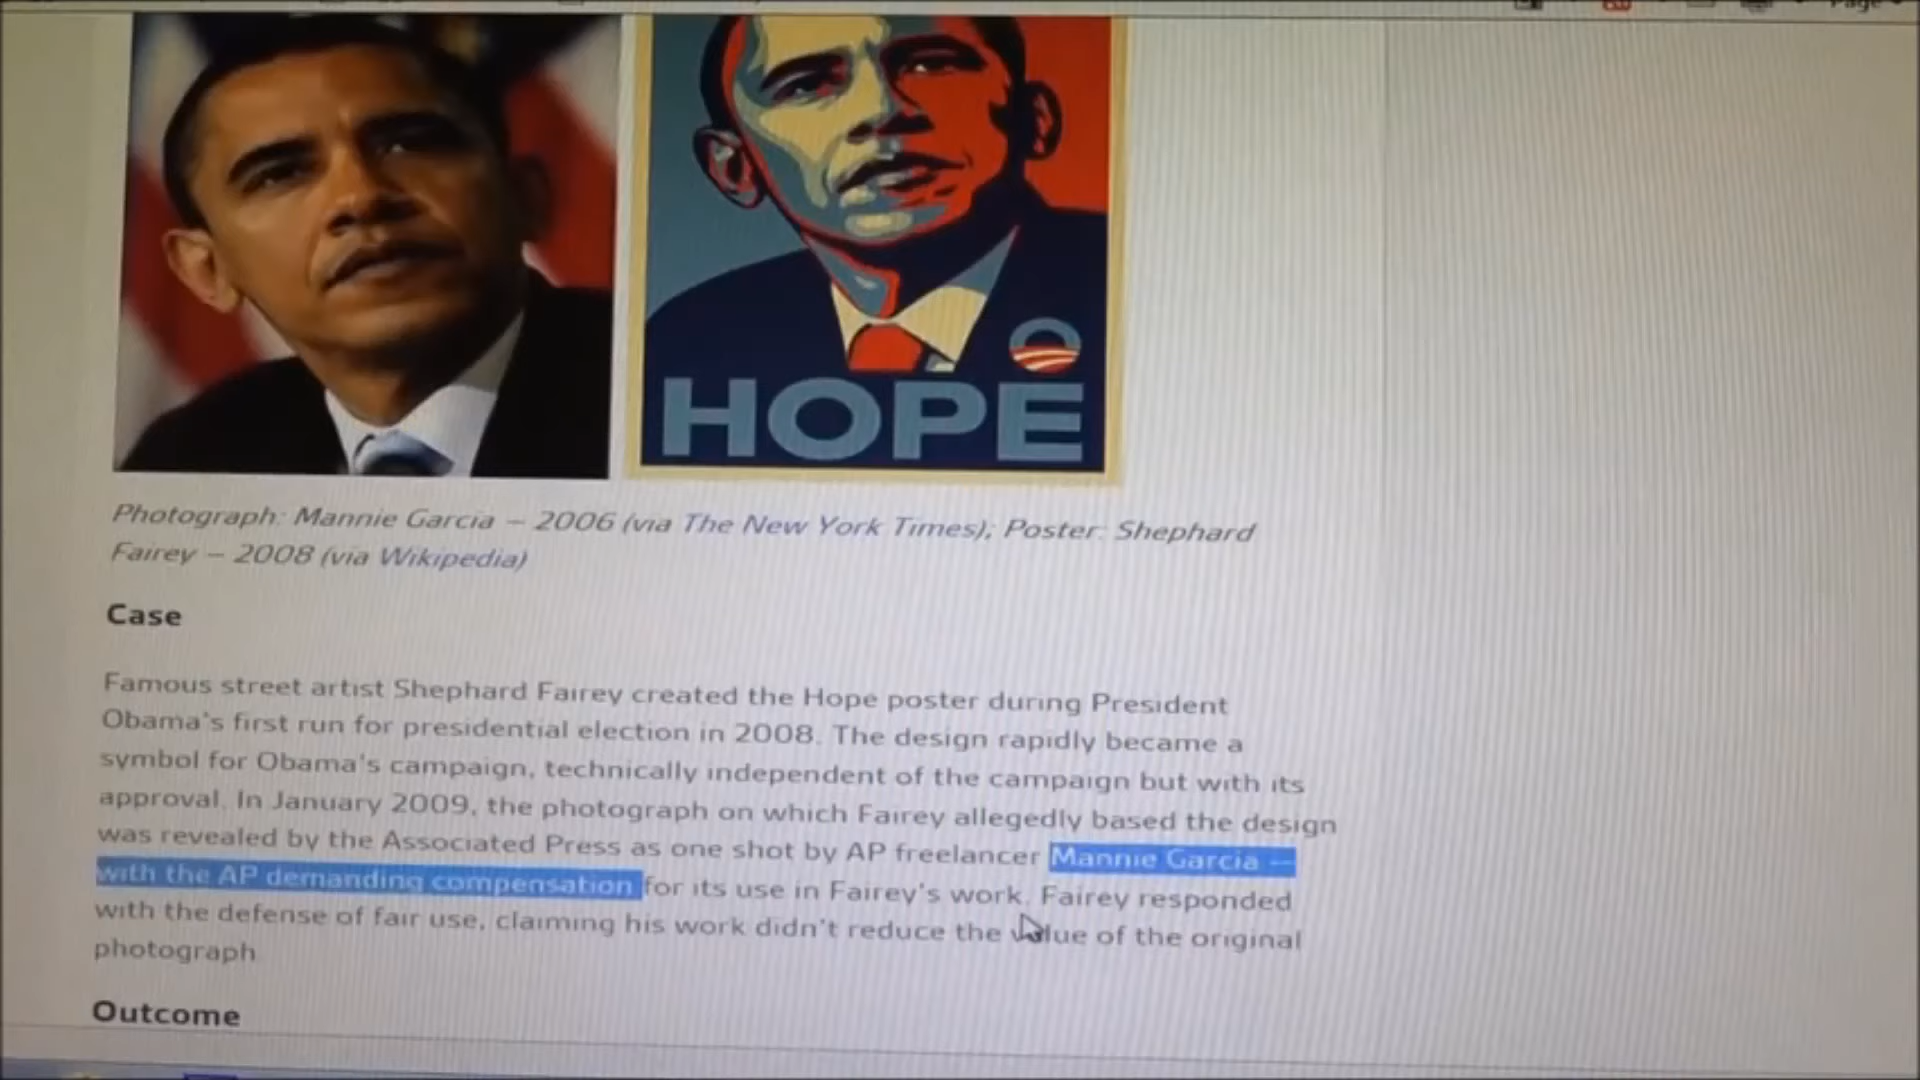 Page
HOPE
Photograph: Mannie Garcia – 2006 (via The New York Times); Poster: Shephard
Fairey – 2008 (via Wikipedia)
Case
Famous street artist Shephard Fairey created the Hope poster during President
Obama's first run for presidential election in 2008. The design rapidly became a
symbol for Obama's campaign, technically independent of the campaign but with its
approval. In January 2009, the photograph on which Fairey allegedly based the design
was revealed by the Associated Press as one shot by AP freelancer Mannie Garcia —
with the AP demanding compensation for its use in Fairey's work. Fairey responded
with the defense of fair use, claiming his work didn't reduce the value of the original
photograph
Outcome